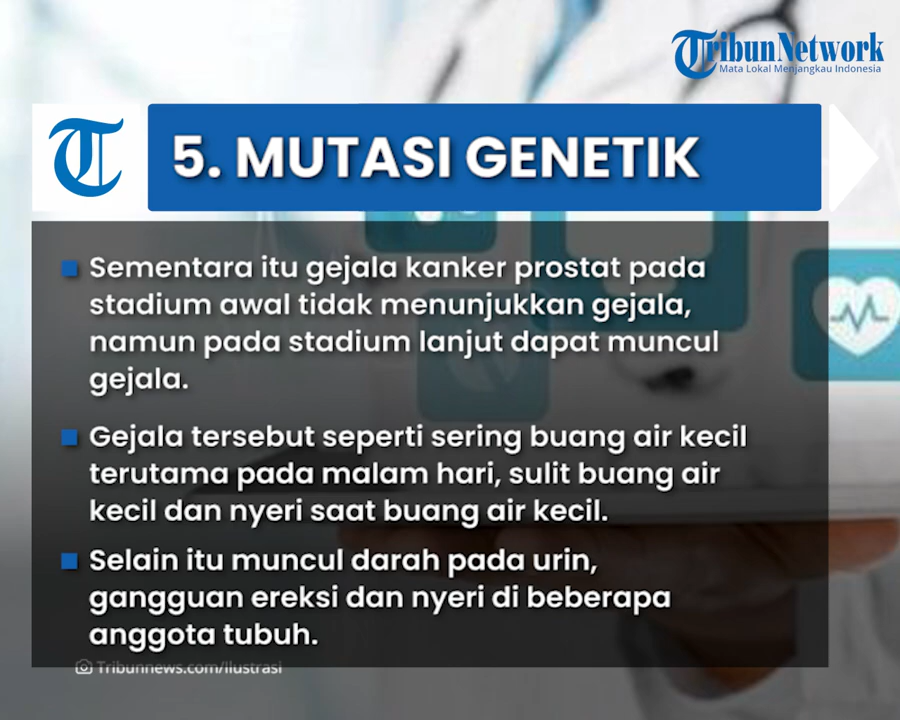 TribunNetwork
Mata Lokal Menjangkau Indonesia
T
5. MUTASI GENETIK
Sementara itu gejala kanker prostat pada
stadium awal tidak menunjukkan gejala,
namun pada stadium lanjut dapat muncul
gejala.
Gejala tersebut seperti sering buang air kecil
terutama pada malam hari, sulit buang air
kecil dan nyeri saat buang air kecil.
Selain itu muncul darah pada urin,
gangguan ereksi dan nyeri di beberapa
anggota tubuh.
Tribunnews.com/Ilustrasi